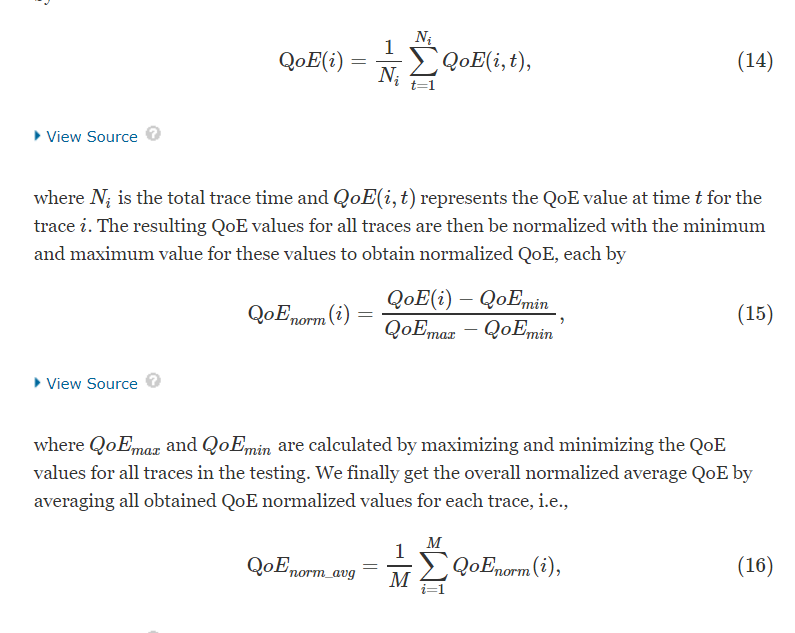 QoE(i) = \frac{1}{N_i} \sum_{t=1}^{N_i} QoE(i, t), (14)
View Source ?
where N_i is the total trace time and QoE(i, t) represents the QoE value at time t for the
trace i. The resulting QoE values for all traces are then be normalized with the minimum
and maximum value for these values to obtain normalized QoE, each by
QoE_{norm}(i) = \frac{QoE(i) − QoE_{min}}{QoE_{max} − QoE_{min}}, (15)
View Source ?
where QoE_{max} and QoE_{min} are calculated by maximizing and minimizing the QoE
values for all traces in the testing. We finally get the overall normalized average QoE by
averaging all obtained QoE normalized values for each trace, i.e.,
QoE_{norm\_avg} = \frac{1}{M} \sum_{i=1}^{M} QoE_{norm}(i), (16)